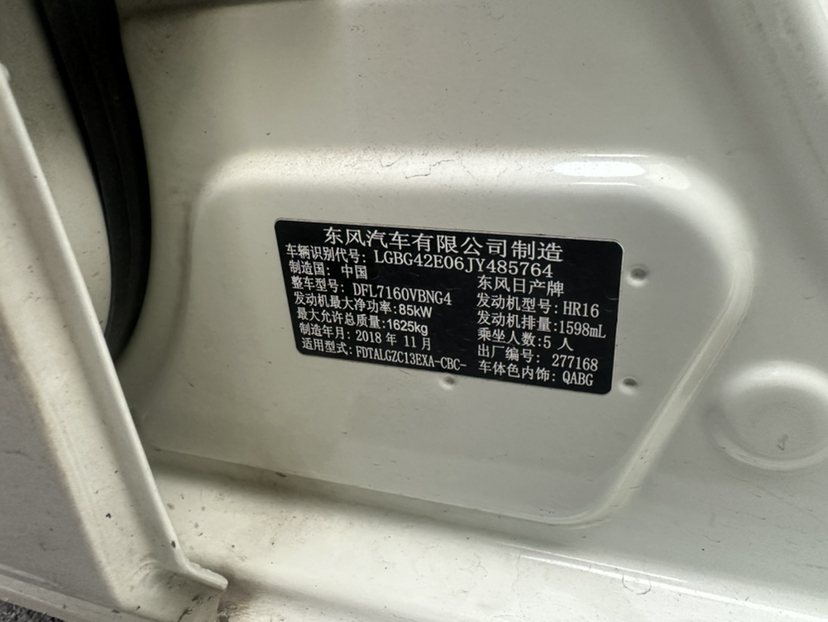 东风汽车有限公司制造
车辆识别代号: LGBG42E06JY485764
制造国: 中国 东风日产牌
整车型号: DFL7160VBNG4 发动机型号: HR16
发动机最大净功率:85kW 发动机排量:1598mL
最大允许总质量:1625kg 乘坐人数:5 人
制造年月: 2018 年 11 月 出厂编号: 277168
适用型式: FDTALGZC13EXA-CBC- 车体色内饰: QABG